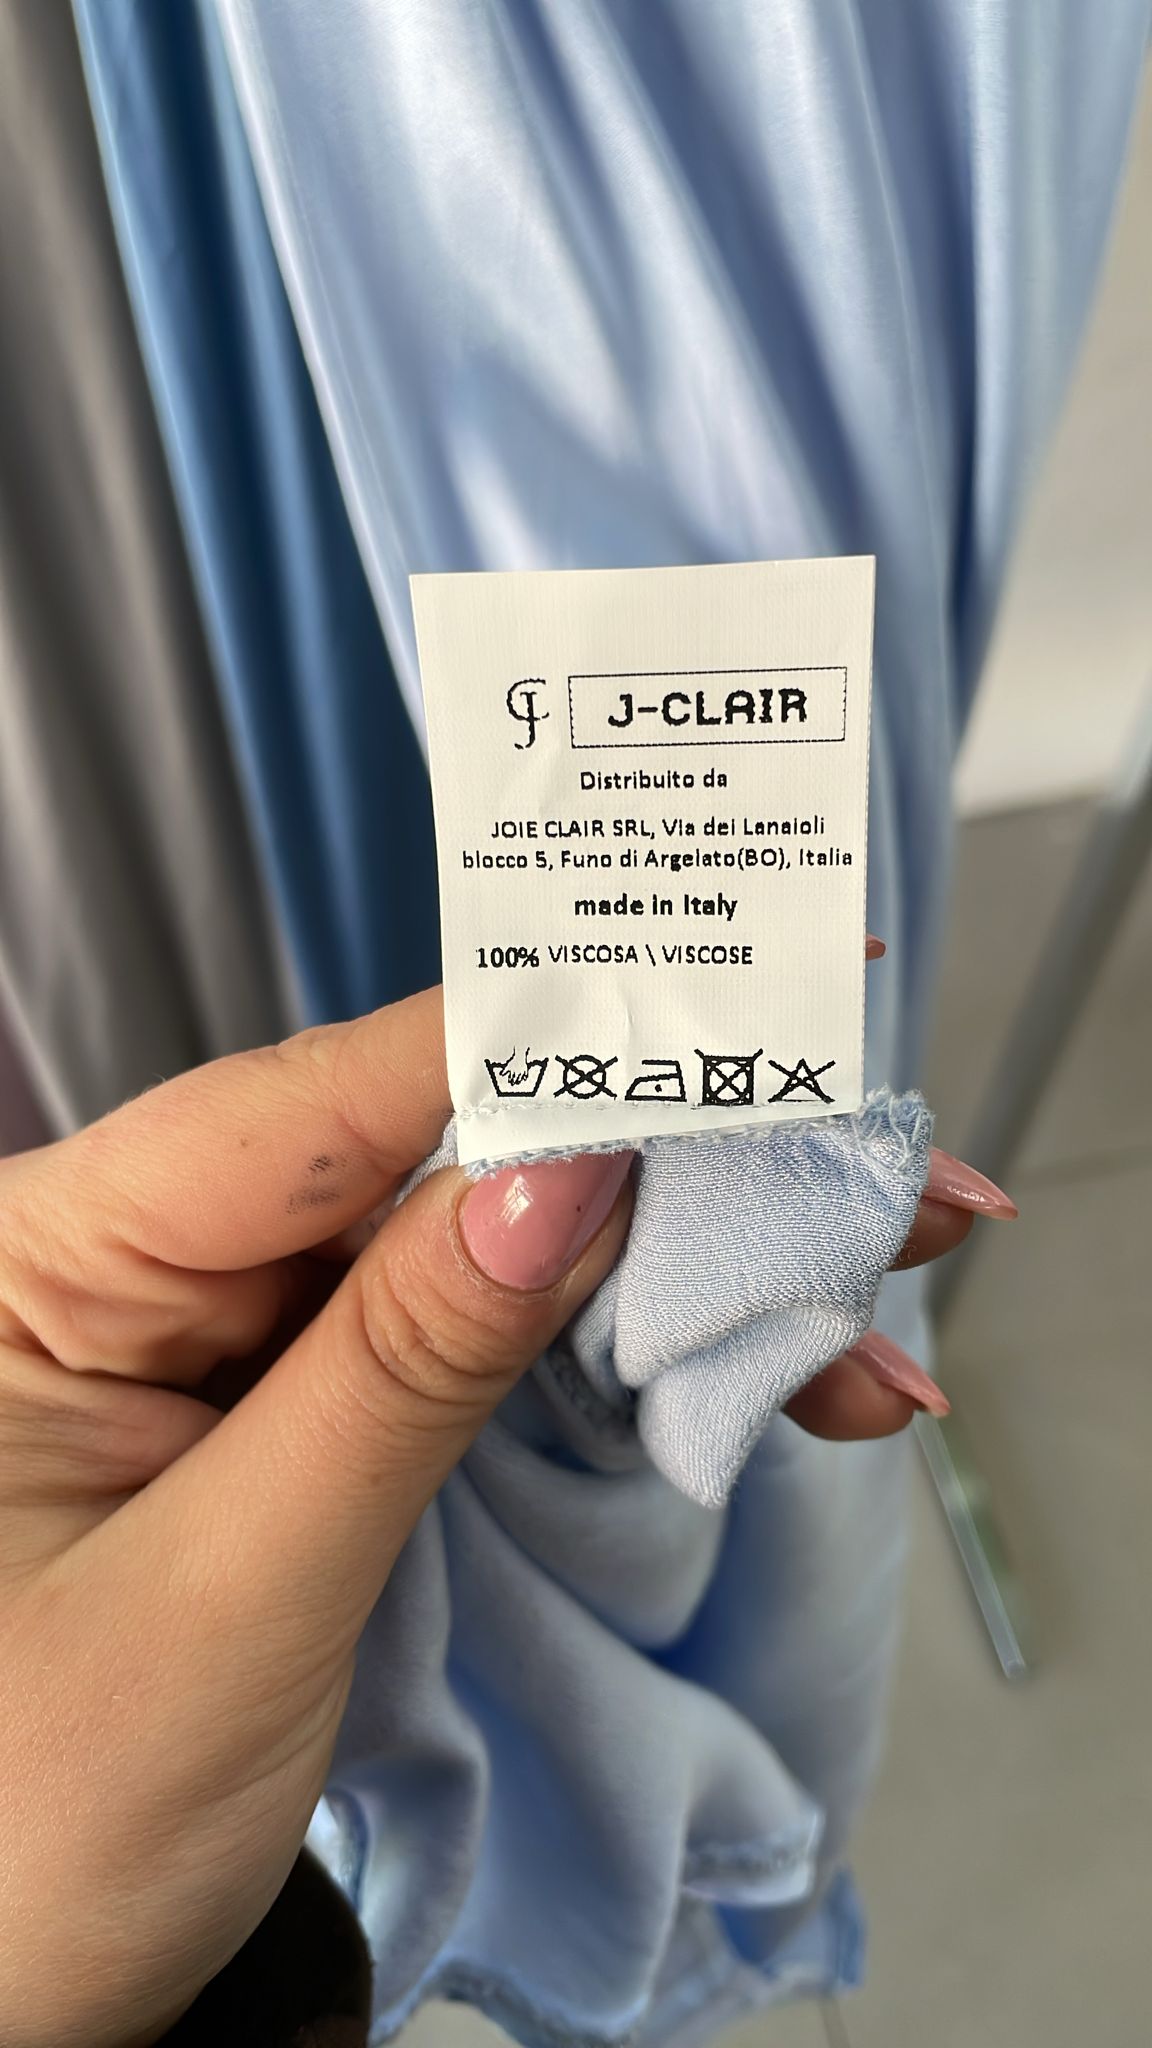 J-CLAIR
Distribuito da
JOIE CLAIR SRL, Via dei Lanaioli
blocco 5, Funo di Argelato(BO), Italia
made in Italy
100% VISCOSA \ VISCOSE